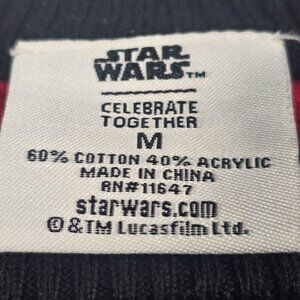 STAR
WARS™
CELEBRATE
TOGETHER
M
60% COTTON 40% ACRYLIC
MADE IN CHINA
RN#11647
starwars.com
©&TM Lucasfilm Ltd.